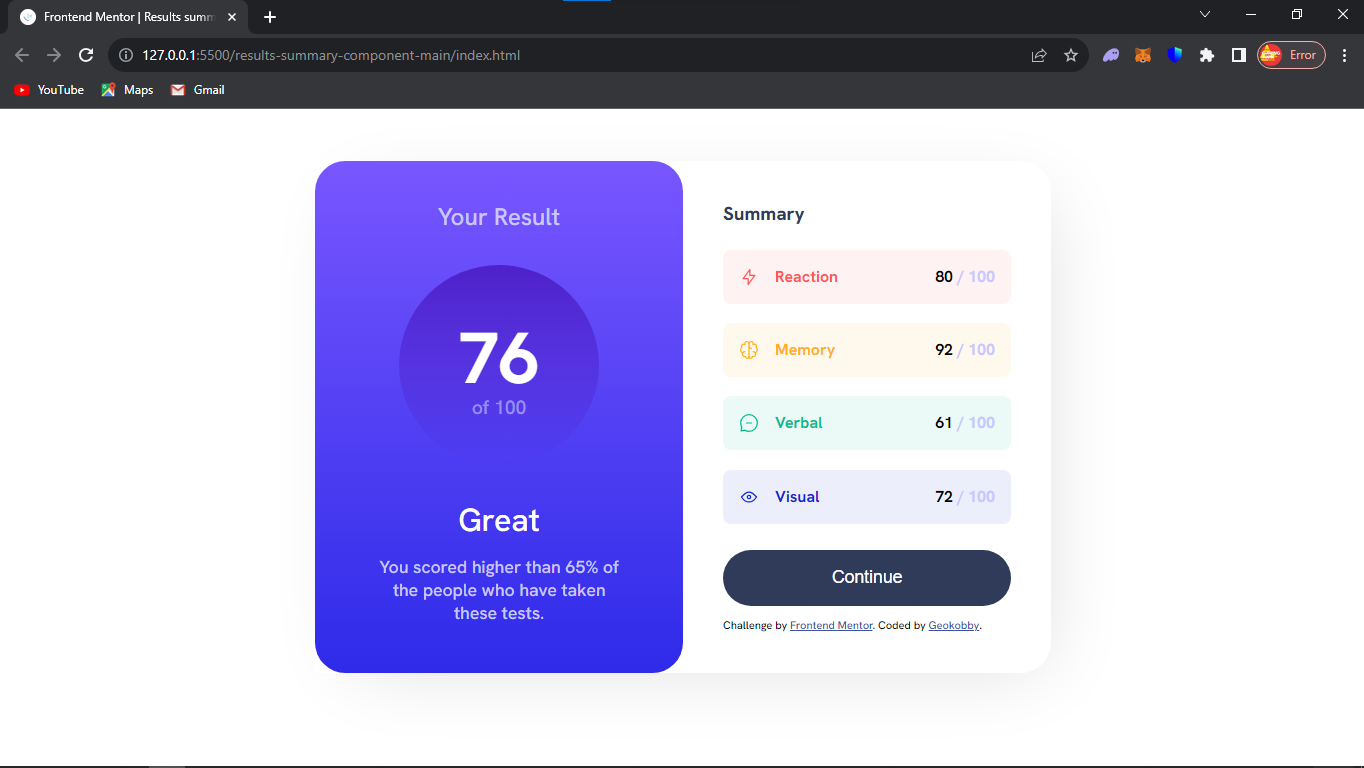 Frontend Mentor | Results summ
127.0.0.1:5500/results-summary-component-main/index.html
Error
YouTube
Maps
Gmail
Your Result
76
of 100
Great
You scored higher than 65% of
the people who have taken
these tests.
Summary
Reaction 80 / 100
Memory 92 / 100
Verbal 61 / 100
Visual 72 / 100
Continue
Challenge by Frontend Mentor. Coded by Geokobby.